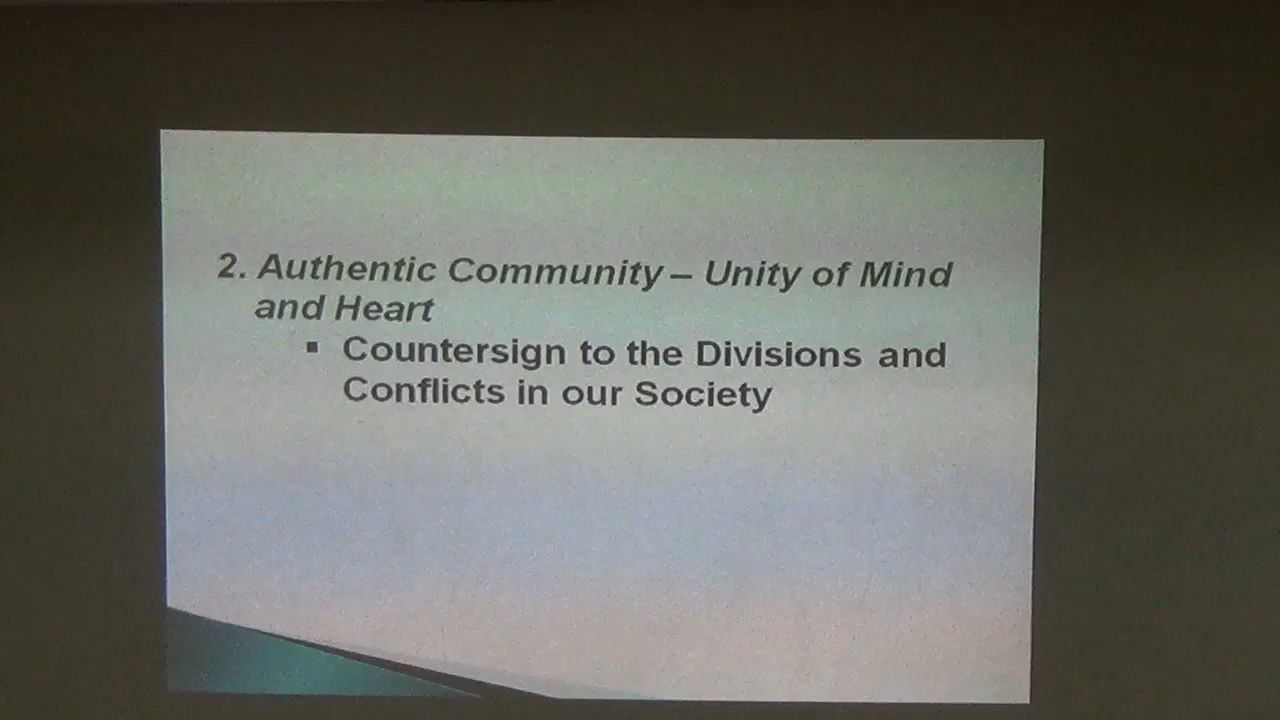 2. Authentic Community – Unity of Mind
and Heart
▪ Countersign to the Divisions and
Conflicts in our Society